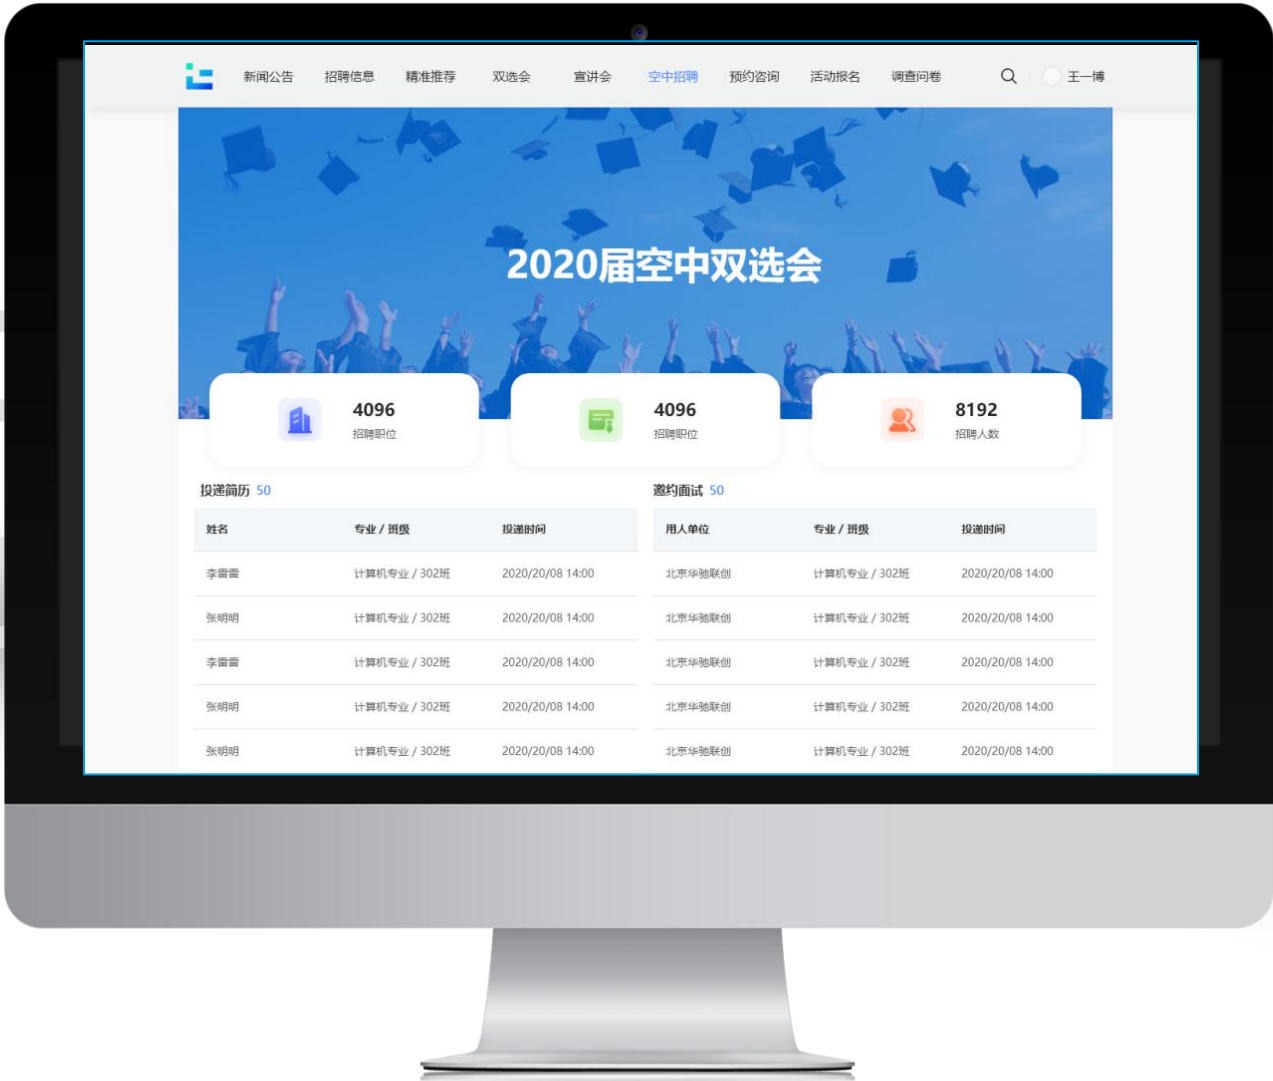 新闻公告 招聘信息 精准推荐 双选会 宣讲会 空中招聘 预约咨询 活动报名 调查问卷 王一博
2020届空中双选会
4096
招聘职位
4096
招聘职位
8192
招聘人数
投递简历 50
姓名 专业 / 班级 投递时间
李雷雷 计算机专业 / 302班 2020/20/08 14:00
张明明 计算机专业 / 302班 2020/20/08 14:00
李雷雷 计算机专业 / 302班 2020/20/08 14:00
张明明 计算机专业 / 302班 2020/20/08 14:00
张明明 计算机专业 / 302班 2020/20/08 14:00
邀约面试 50
用人单位 专业 / 班级 投递时间
北京华驰联创 计算机专业 / 302班 2020/20/08 14:00
北京华驰联创 计算机专业 / 302班 2020/20/08 14:00
北京华驰联创 计算机专业 / 302班 2020/20/08 14:00
北京华驰联创 计算机专业 / 302班 2020/20/08 14:00
北京华驰联创 计算机专业 / 302班 2020/20/08 14:00